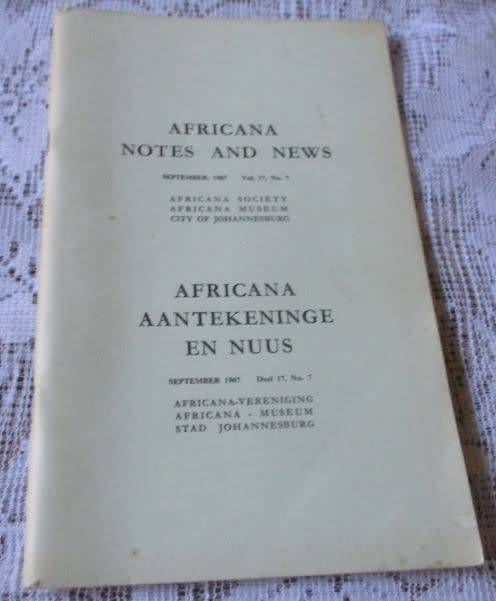 AFRICANA
NOTES AND NEWS
SEPTEMBER, 1967 Vol. 17, No. 7
AFRICANA SOCIETY
AFRICANA MUSEUM
CITY OF JOHANNESBURG
AFRICANA
AANTEKENINGE
EN NUUS
SEPTEMBER 1967 Deel 17, No. 7
AFRICANA-VERENIGING
AFRICANA - MUSEUM
STAD JOHANNESBURG